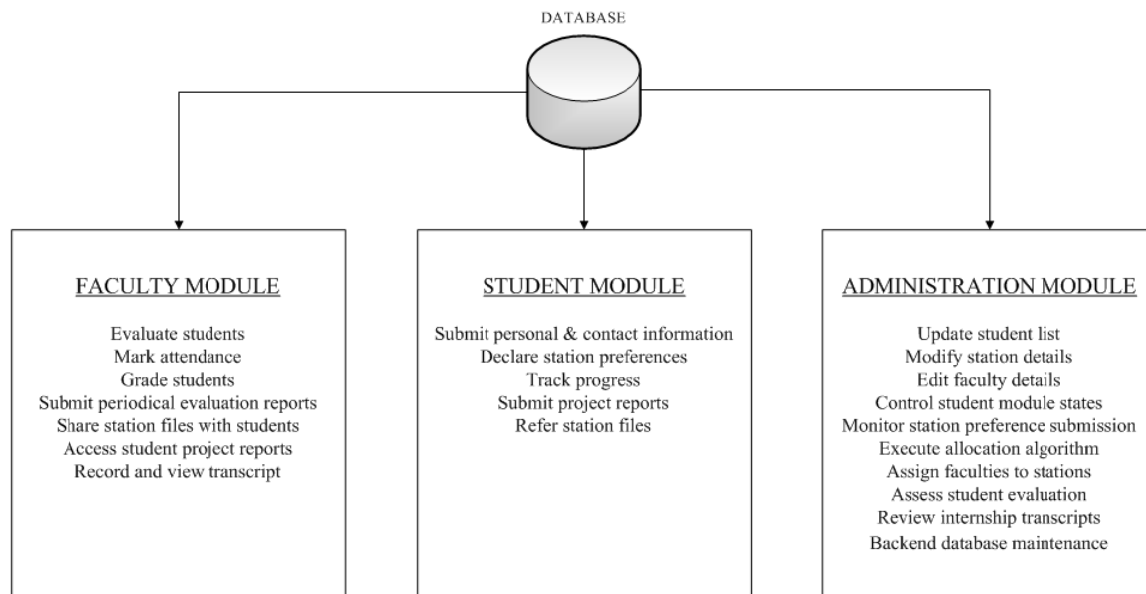 DATABASE
FACULTY MODULE
Evaluate students
Mark attendance
Grade students
Submit periodical evaluation reports
Share station files with students
Access student project reports
Record and view transcript
STUDENT MODULE
Submit personal & contact information
Declare station preferences
Track progress
Submit project reports
Refer station files
ADMINISTRATION MODULE
Update student list
Modify station details
Edit faculty details
Control student module states
Monitor station preference submission
Execute allocation algorithm
Assign faculties to stations
Assess student evaluation
Review internship transcripts
Backend database maintenance